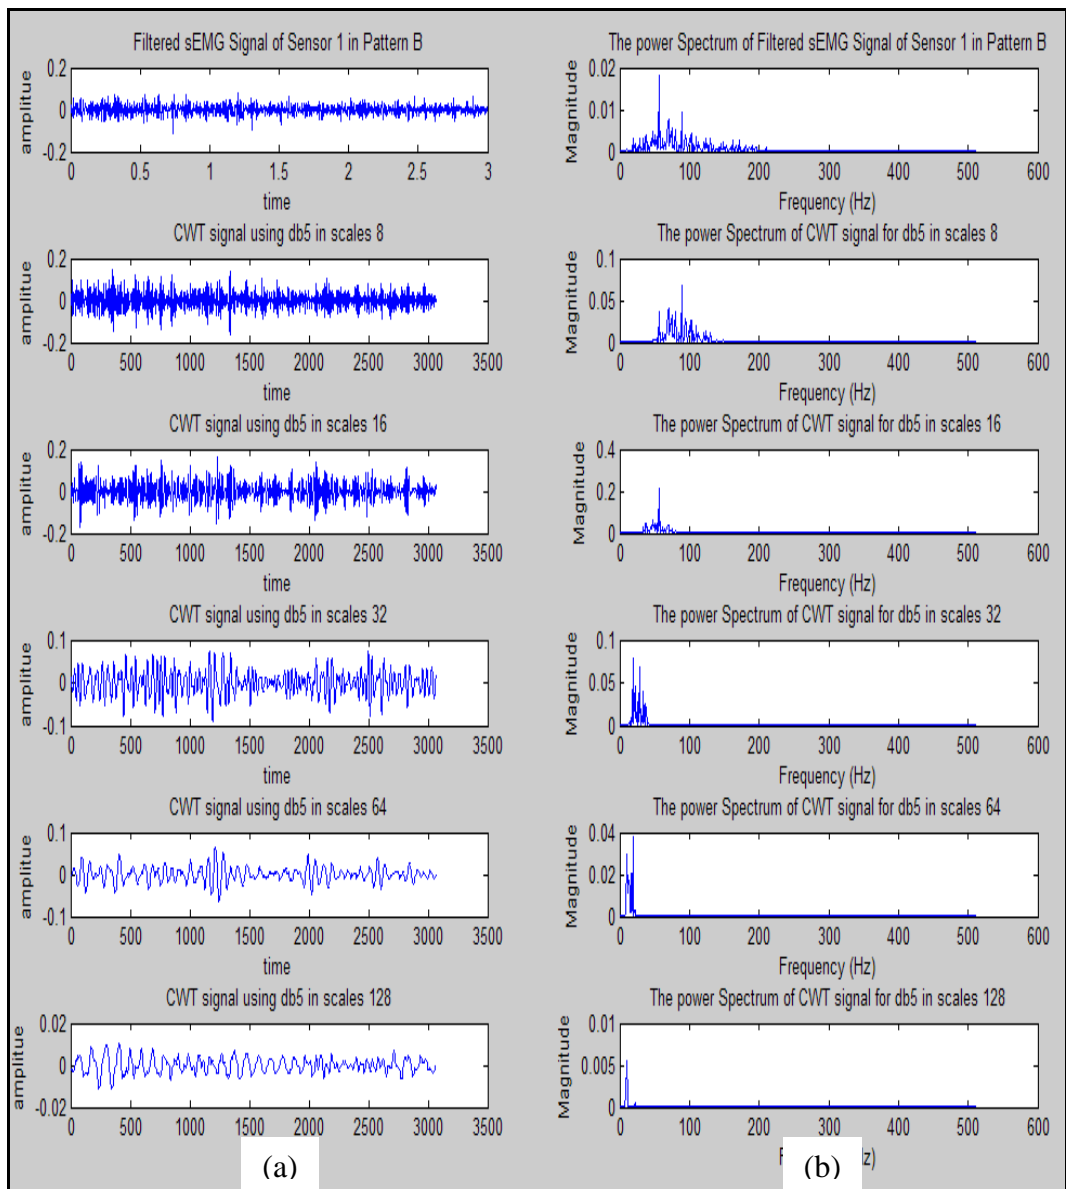 Filtered sEMG Signal of Sensor 1 in Pattern B
0.2
0
-0.2
amplitue
0 0.5 1 1.5 2 2.5 3
time
The power Spectrum of Filtered sEMG Signal of Sensor 1 in Pattern B
0.02
0.01
0
Magnitude
0 100 200 300 400 500 600
Frequency (Hz)
CWT signal using db5 in scales 8
0.2
0
-0.2
amplitue
0 500 1000 1500 2000 2500 3000 3500
time
The power Spectrum of CWT signal for db5 in scales 8
0.1
0.05
0
Magnitude
0 100 200 300 400 500 600
Frequency (Hz)
CWT signal using db5 in scales 16
0.2
0
-0.2
amplitue
0 500 1000 1500 2000 2500 3000 3500
time
The power Spectrum of CWT signal for db5 in scales 16
0.4
0.2
0
Magnitude
0 100 200 300 400 500 600
Frequency (Hz)
CWT signal using db5 in scales 32
0.1
0
-0.1
amplitue
0 500 1000 1500 2000 2500 3000 3500
time
The power Spectrum of CWT signal for db5 in scales 32
0.1
0.05
0
Magnitude
0 100 200 300 400 500 600
Frequency (Hz)
CWT signal using db5 in scales 64
0.1
0
-0.1
amplitue
0 500 1000 1500 2000 2500 3000 3500
time
The power Spectrum of CWT signal for db5 in scales 64
0.04
0.02
0
Magnitude
0 100 200 300 400 500 600
Frequency (Hz)
CWT signal using db5 in scales 128
0.02
0
-0.02
amplitue
0 500 1000 1500 2000 2500 3000 3500
(a)
The power Spectrum of CWT signal for db5 in scales 128
0.01
0.005
0
Magnitude
0 100 200 300 400 500 600
(b)